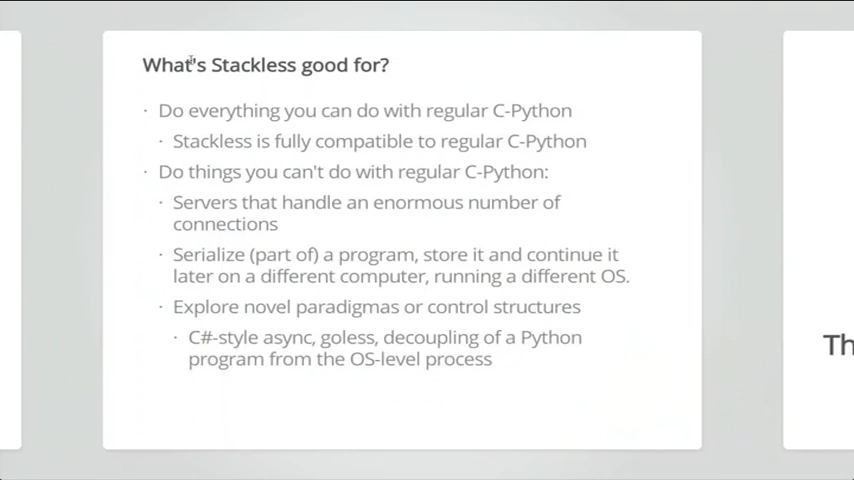 What's Stackless good for?
· Do everything you can do with regular C-Python
· Stackless is fully compatible to regular C-Python
· Do things you can't do with regular C-Python:
· Servers that handle an enormous number of
connections
· Serialize (part of) a program, store it and continue it
later on a different computer, running a different OS.
· Explore novel paradigmas or control structures
· C#-style async, goless, decoupling of a Python
program from the OS-level process
Th